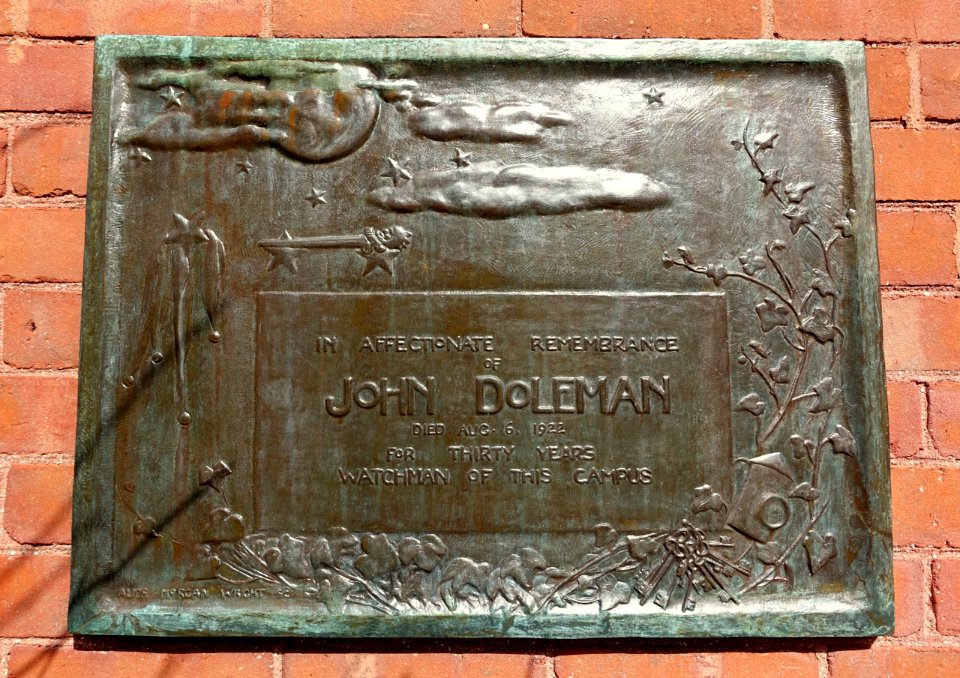 IN AFFECTIONATE REMEMBRANCE
OF
JOHN DOLEMAN
DIED AUG. 6, 1922
FOR THIRTY YEARS
WATCHMAN OF THIS CAMPUS
ALICE MORGAN WRIGHT SC